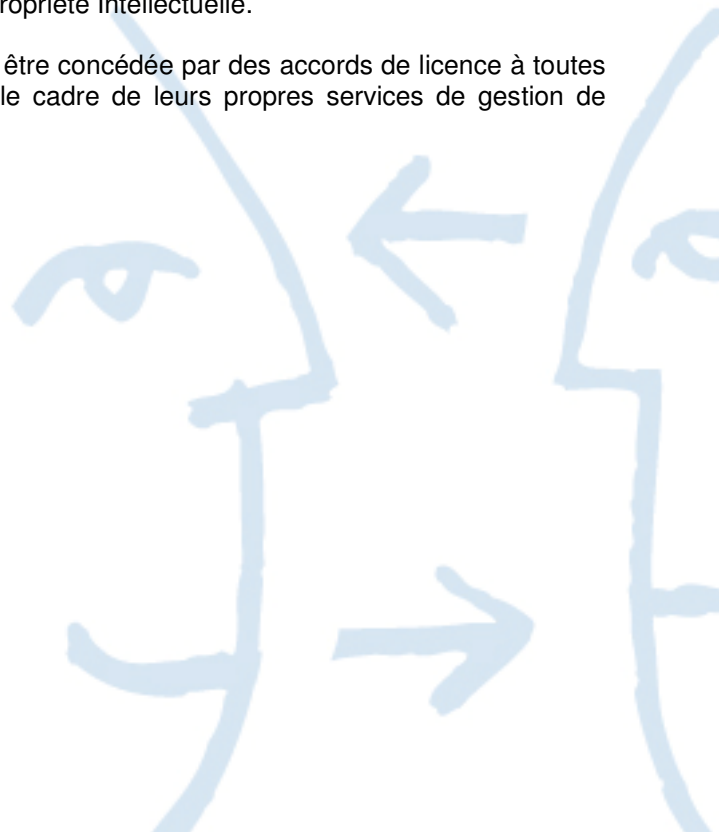 ropriété Intellectuelle.
être concédée par des accords de licence à toutes
le cadre de leurs propres services de gestion de